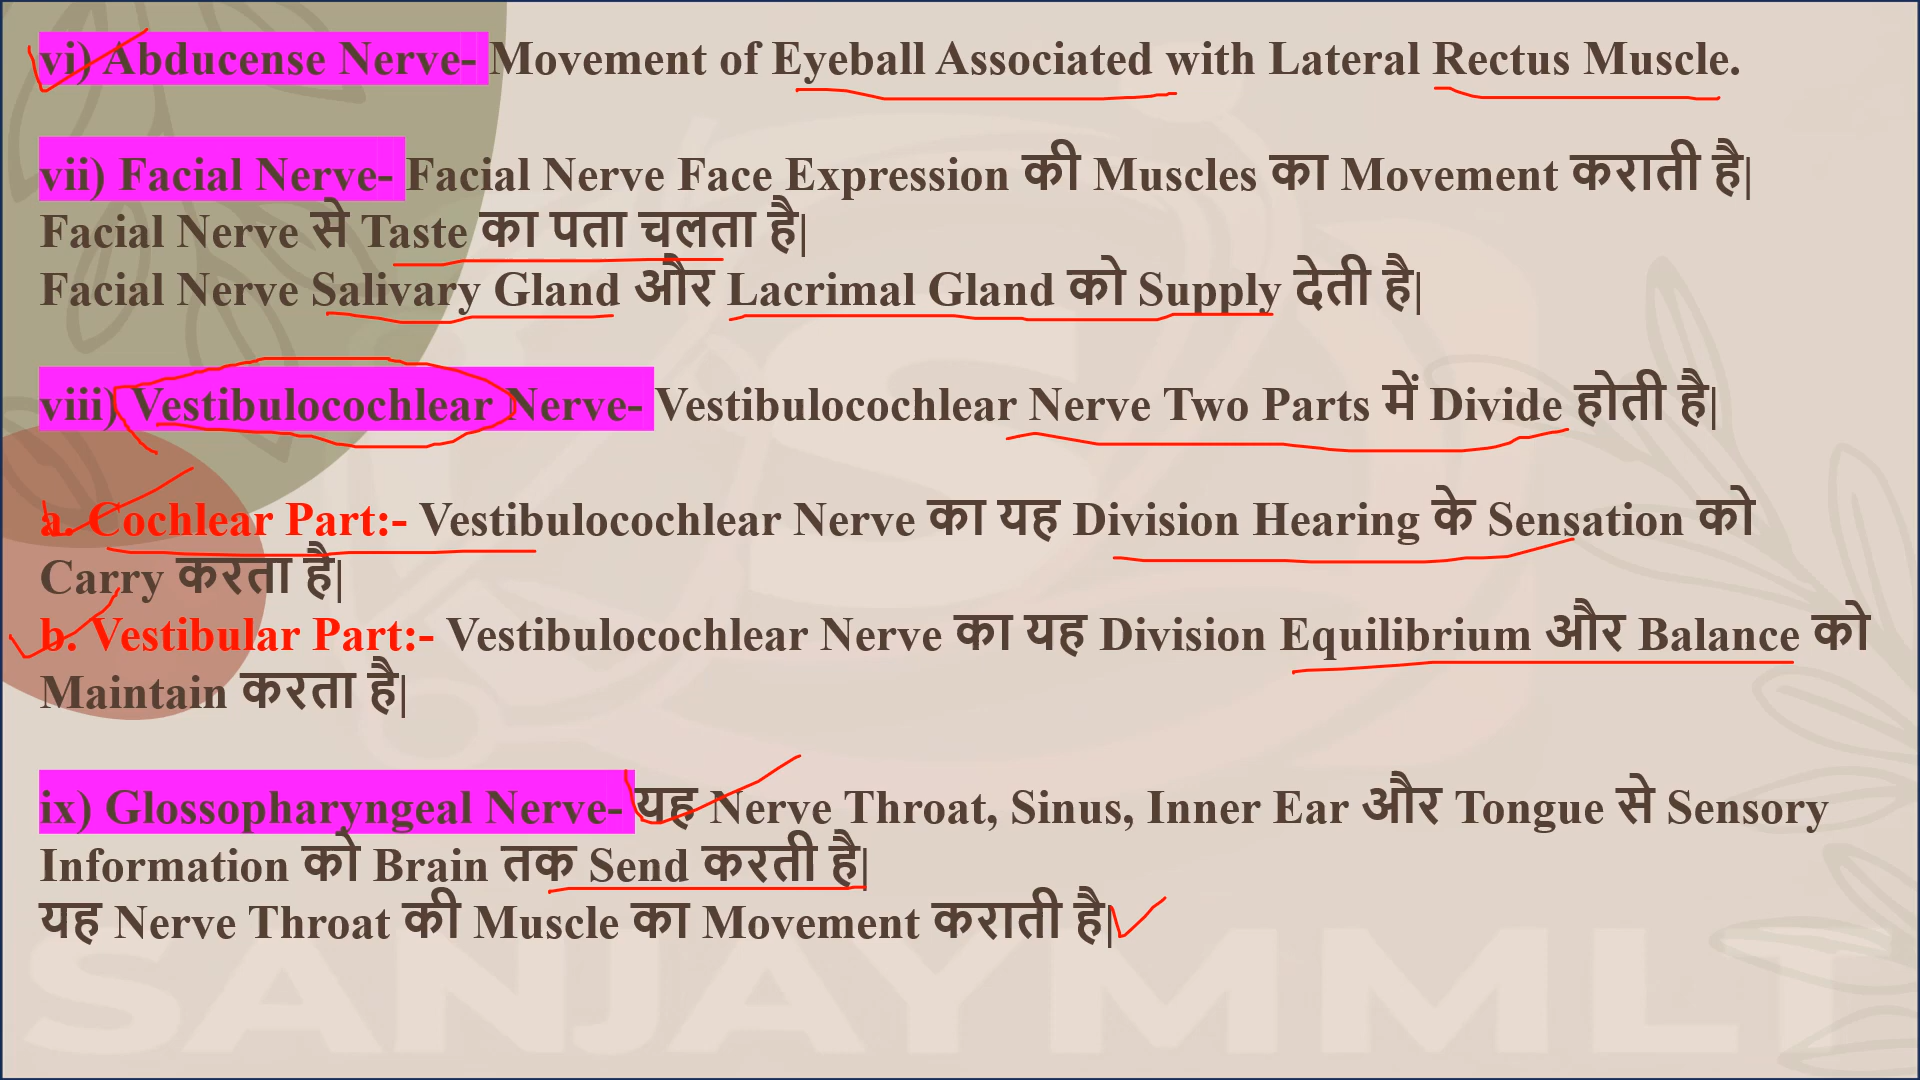 vi) Abducense Nerve- Movement of Eyeball Associated with Lateral Rectus Muscle.
vii) Facial Nerve- Facial Nerve Face Expression की Muscles का Movement कराती है|
Facial Nerve से Taste का पता चलता है|
Facial Nerve Salivary Gland और Lacrimal Gland को Supply देती है|
viii) Vestibulocochlear Nerve- Vestibulocochlear Nerve Two Parts में Divide होती है|
a. Cochlear Part:- Vestibulocochlear Nerve का यह Division Hearing के Sensation को
Carry करता है|
b. Vestibular Part:- Vestibulocochlear Nerve का यह Division Equilibrium और Balance को
Maintain करता है|
ix) Glossopharyngeal Nerve- यह Nerve Throat, Sinus, Inner Ear और Tongue से Sensory
Information को Brain तक Send करती है|
यह Nerve Throat की Muscle का Movement कराती है|
SANJAYMMLT